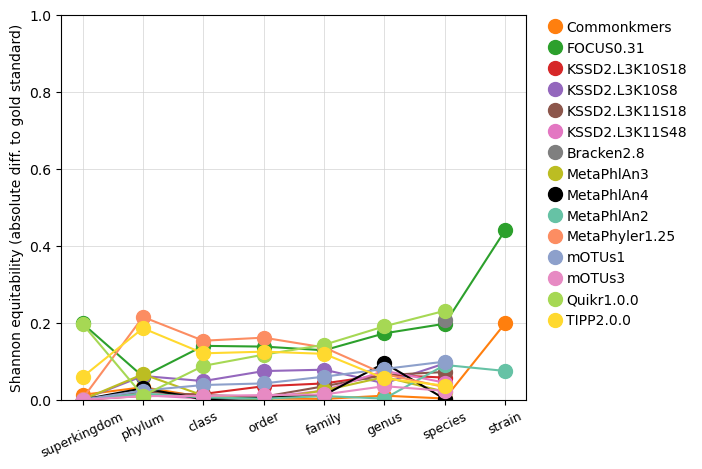 Shannon equitability (absolute diff. to gold standard)
1.0
0.8
0.6
0.4
0.2
0.0
superkingdom
phylum
class
order
family
genus
species
strain
Commonkmers
FOCUS0.31
KSSD2.L3K10S18
KSSD2.L3K10S8
KSSD2.L3K11S18
KSSD2.L3K11S48
Bracken2.8
MetaPhlAn3
MetaPhlAn4
MetaPhlAn2
MetaPhyler1.25
mOTUs1
mOTUs3
Quikr1.0.0
TIPP2.0.0